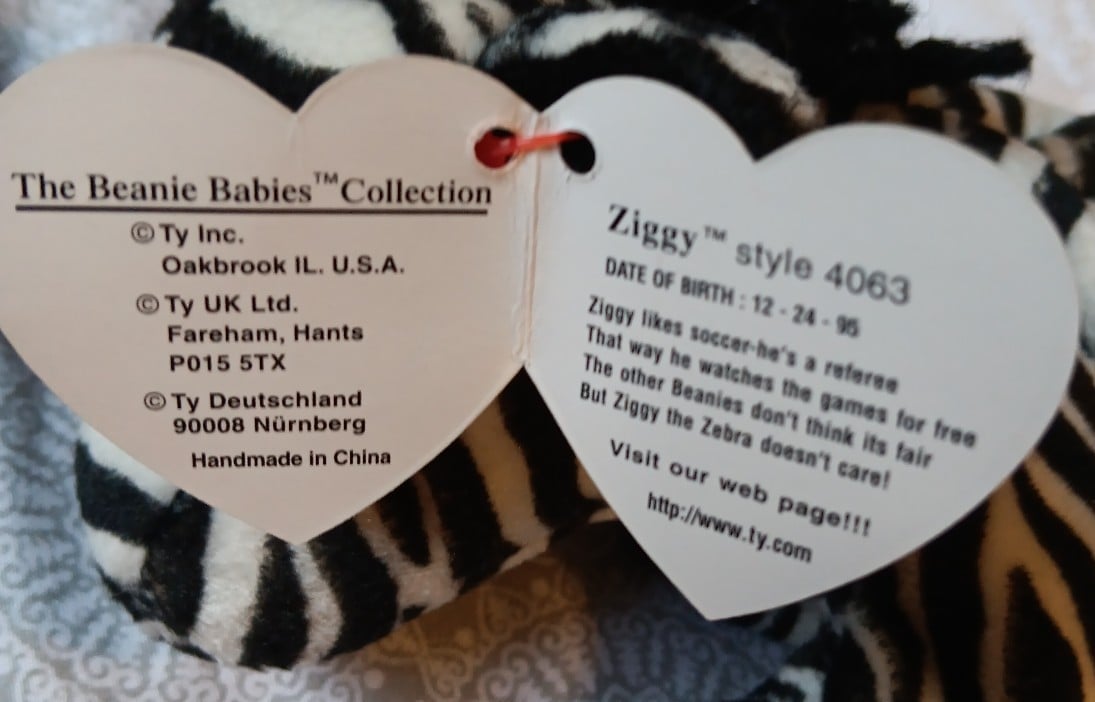 The Beanie Babies™ Collection
© Ty Inc.
Oakbrook IL. U.S.A.
© Ty UK Ltd.
Fareham, Hants
P015 5TX
© Ty Deutschland
90008 Nürnberg
Handmade in China
Ziggy™ style 4063
DATE OF BIRTH : 12 - 24 - 95
Ziggy likes soccer-he's a referee
That way he watches the games for free
The other Beanies don't think its fair
But Ziggy the Zebra doesn't care!
Visit our web page!!!
http://www.ty.com